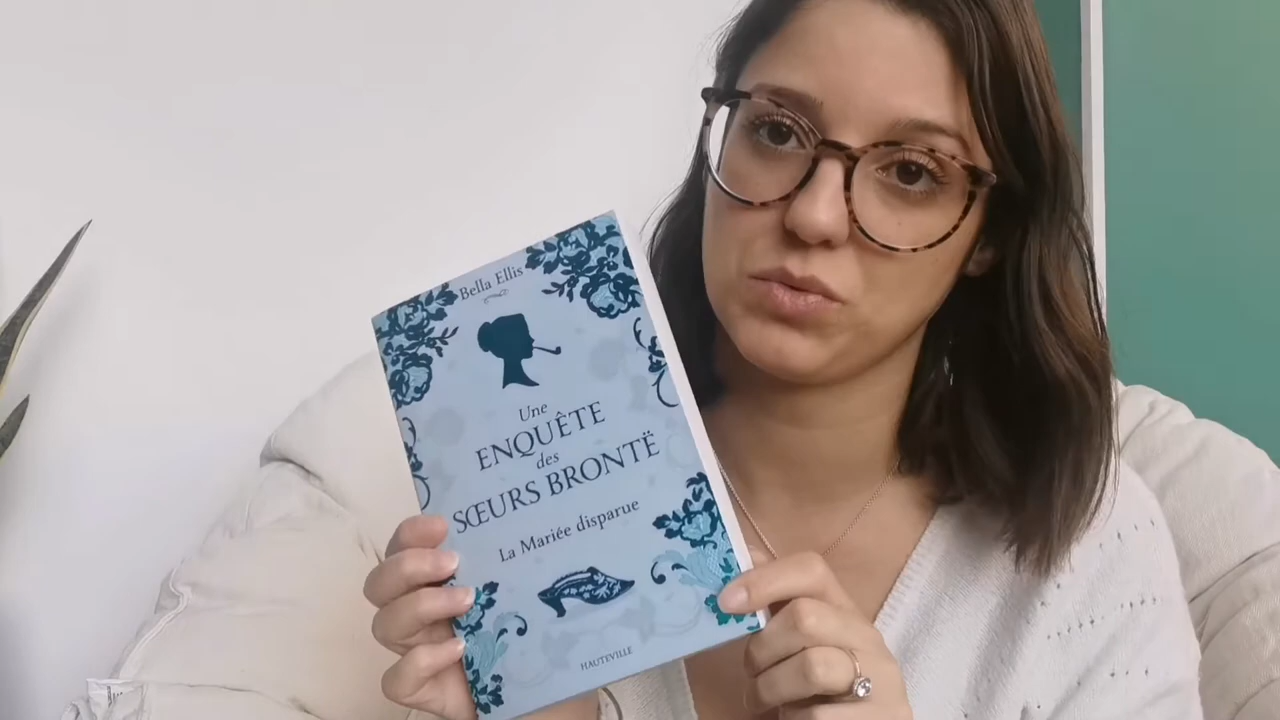 Bella Ellis
Une
ENQUÊTE
des
SŒURS BRONTË
La Mariée disparue
HAUTEVILLE